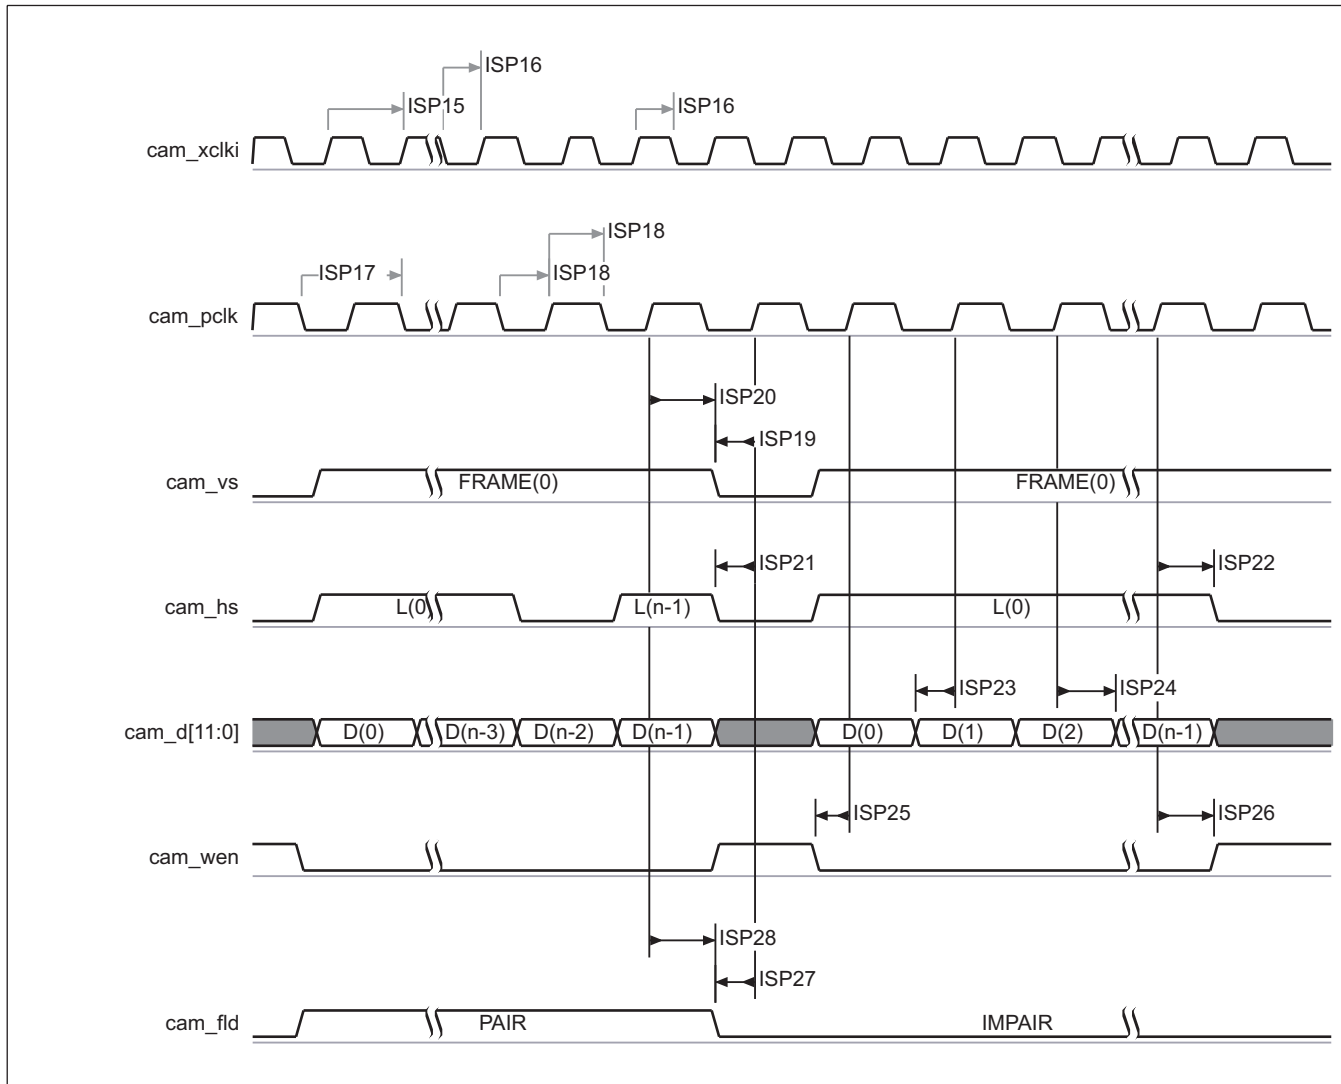 ISP16
ISP15
ISP16
cam_xclki
ISP18
ISP17
ISP18
cam_pclk
ISP20
ISP19
cam_vs
FRAME(0)
FRAME(0)
ISP21
ISP22
cam_hs
L(0)
L(n-1)
L(0)
ISP23
ISP24
cam_d[11:0]
D(0)
D(n-3)
D(n-2)
D(n-1)
D(0)
D(1)
D(2)
D(n-1)
ISP25
ISP26
cam_wen
ISP28
ISP27
cam_fld
PAIR
IMPAIR